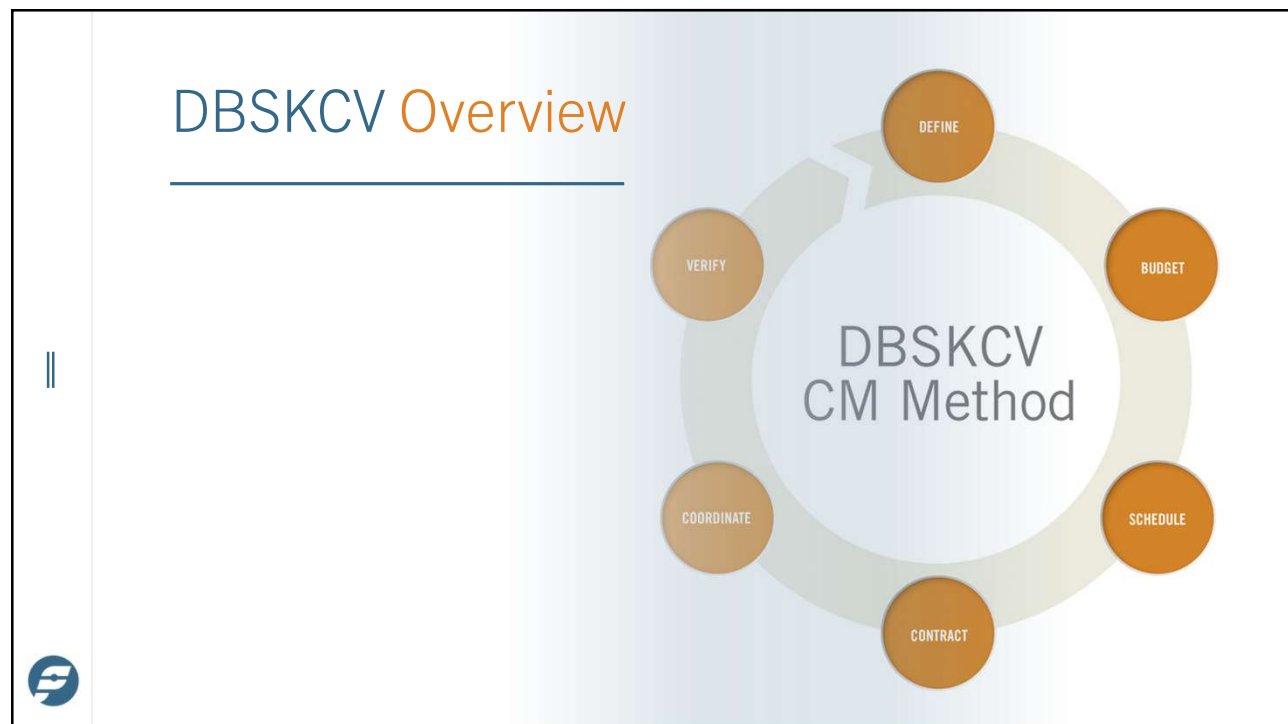 DBSKCV Overview
DEFINE
BUDGET
SCHEDULE
CONTRACT
COORDINATE
VERIFY
DBSKCV
CM Method